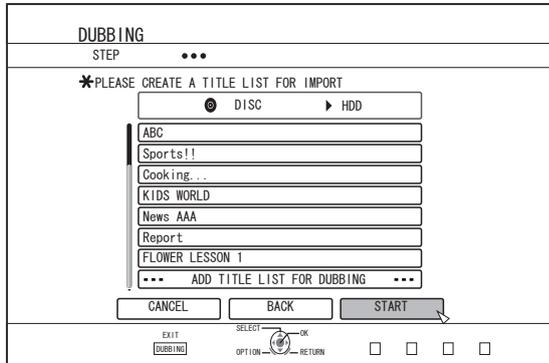 DUBBING
STEP •••
*PLEASE CREATE A TITLE LIST FOR IMPORT
DISC ▶ HDD
ABC
Sports!!
Cooking...
KIDS WORLD
News AAA
Report
FLOWER LESSON 1
--- ADD TITLE LIST FOR DUBBING ---
CANCEL BACK START
EXIT
DUBBING
SELECT OK
OPTION RETURN